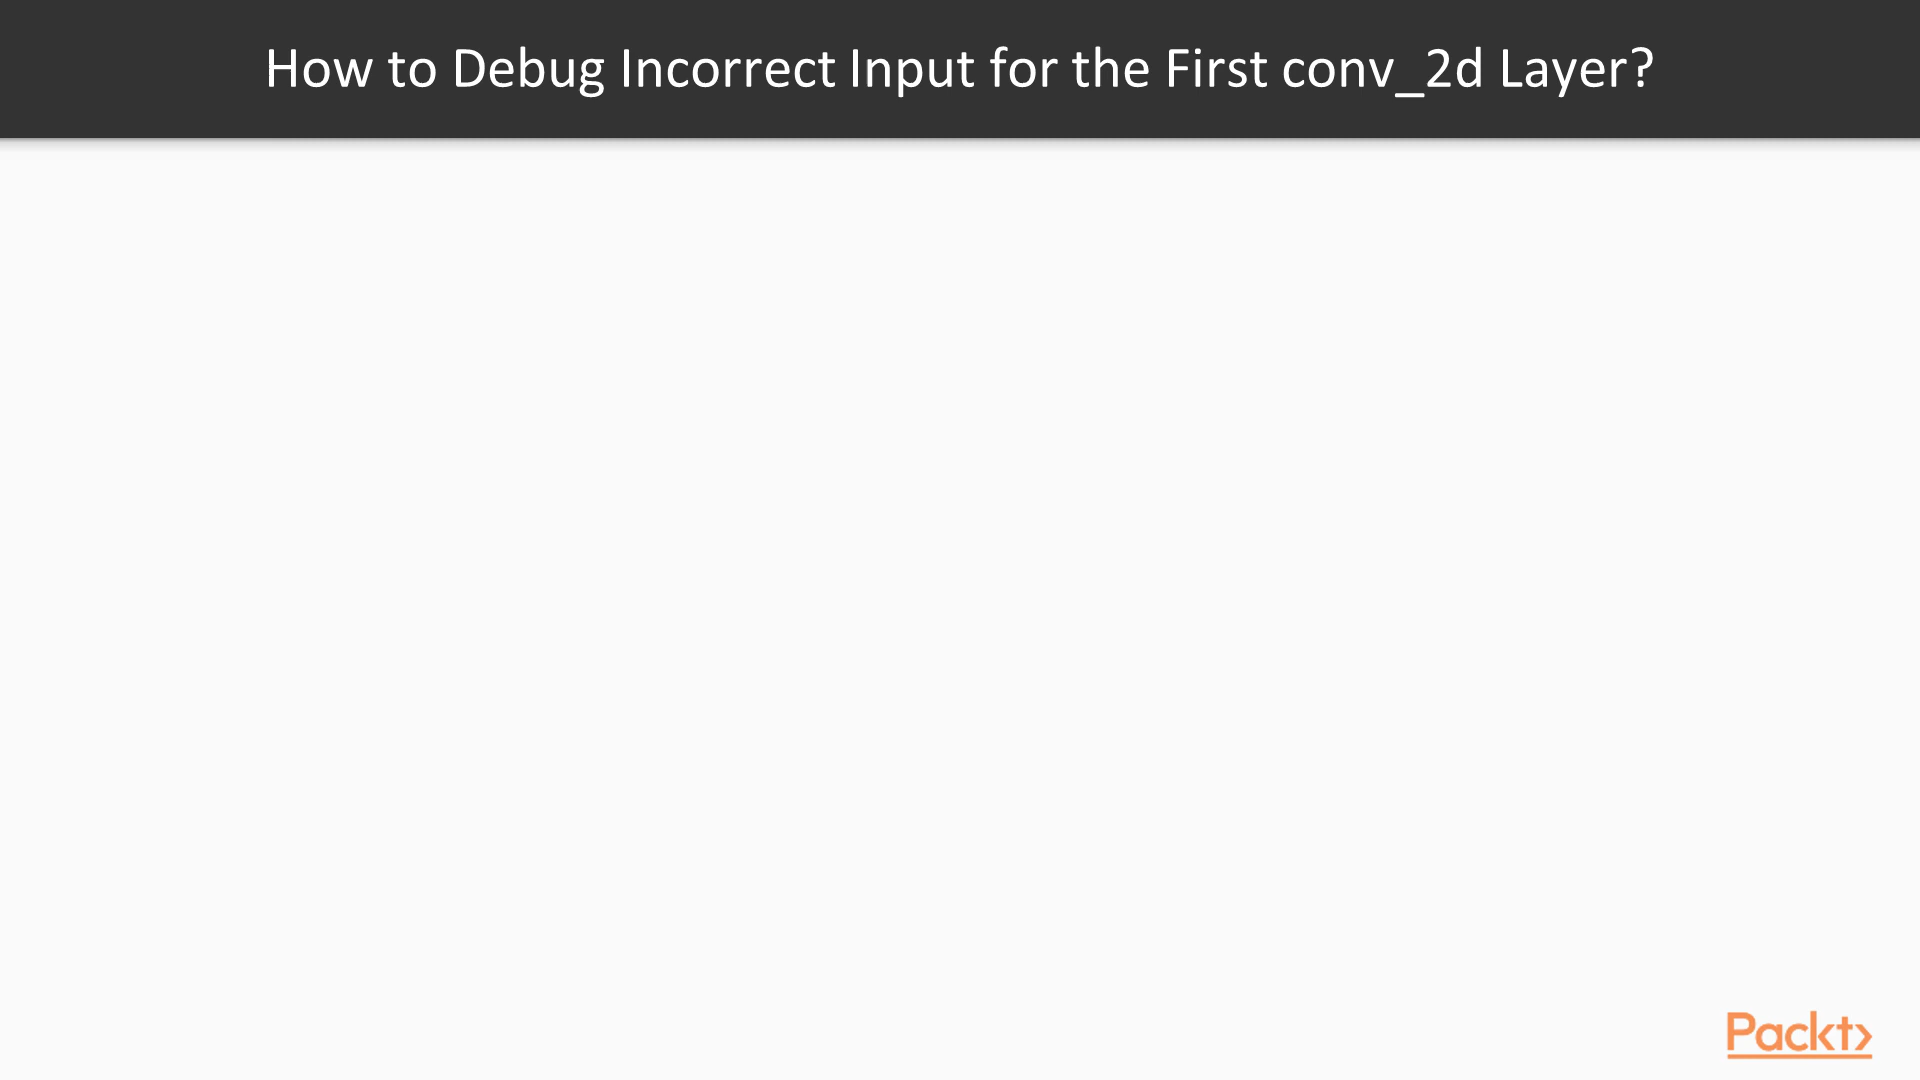 How to Debug Incorrect Input for the First conv_2d Layer?
Packt